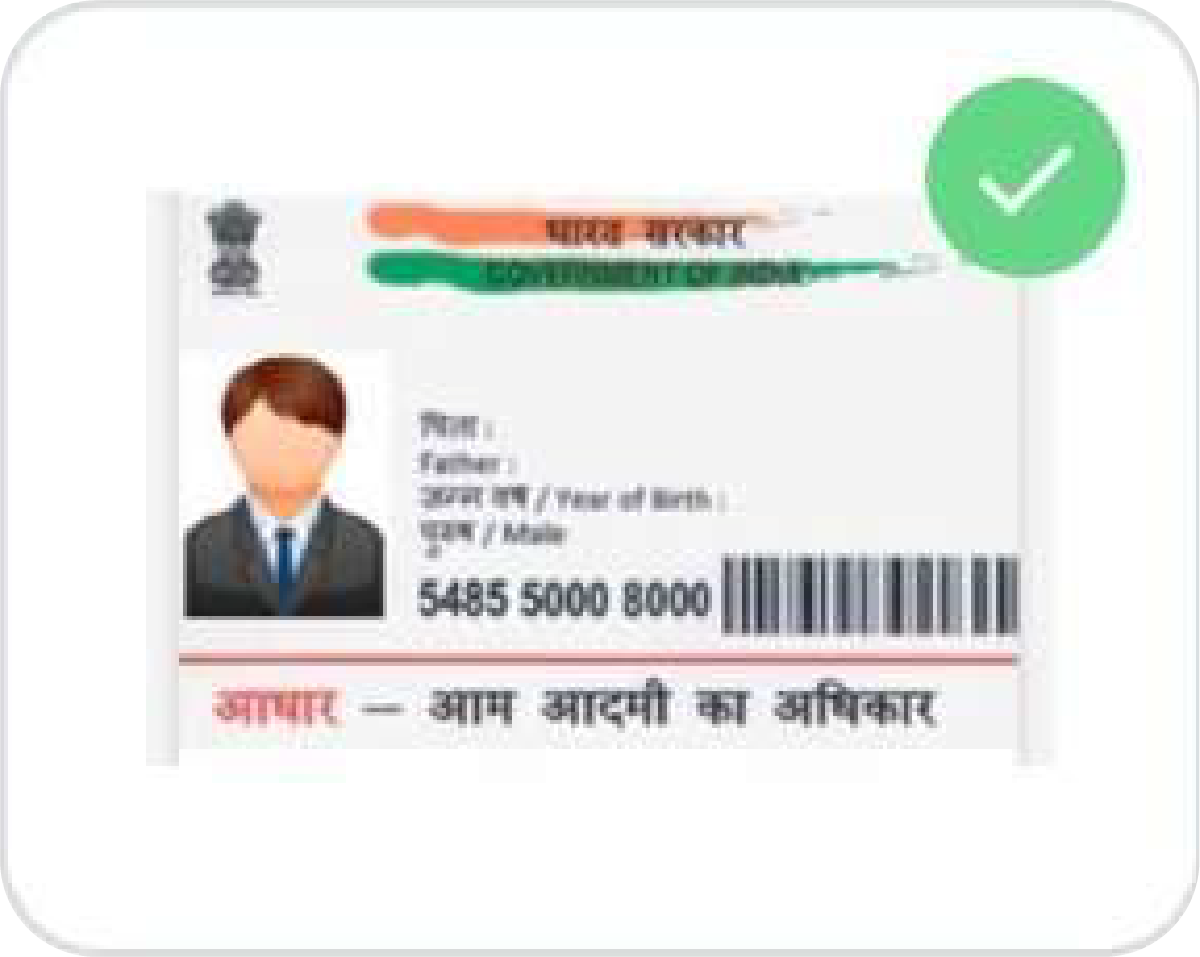 भारत सरकार
GOVERNMENT OF INDIA
पिता :
Father :
जन्म वर्ष / Year of Birth :
पुरुष / Male
5485 5000 8000
आधार — आम आदमी का अधिकार